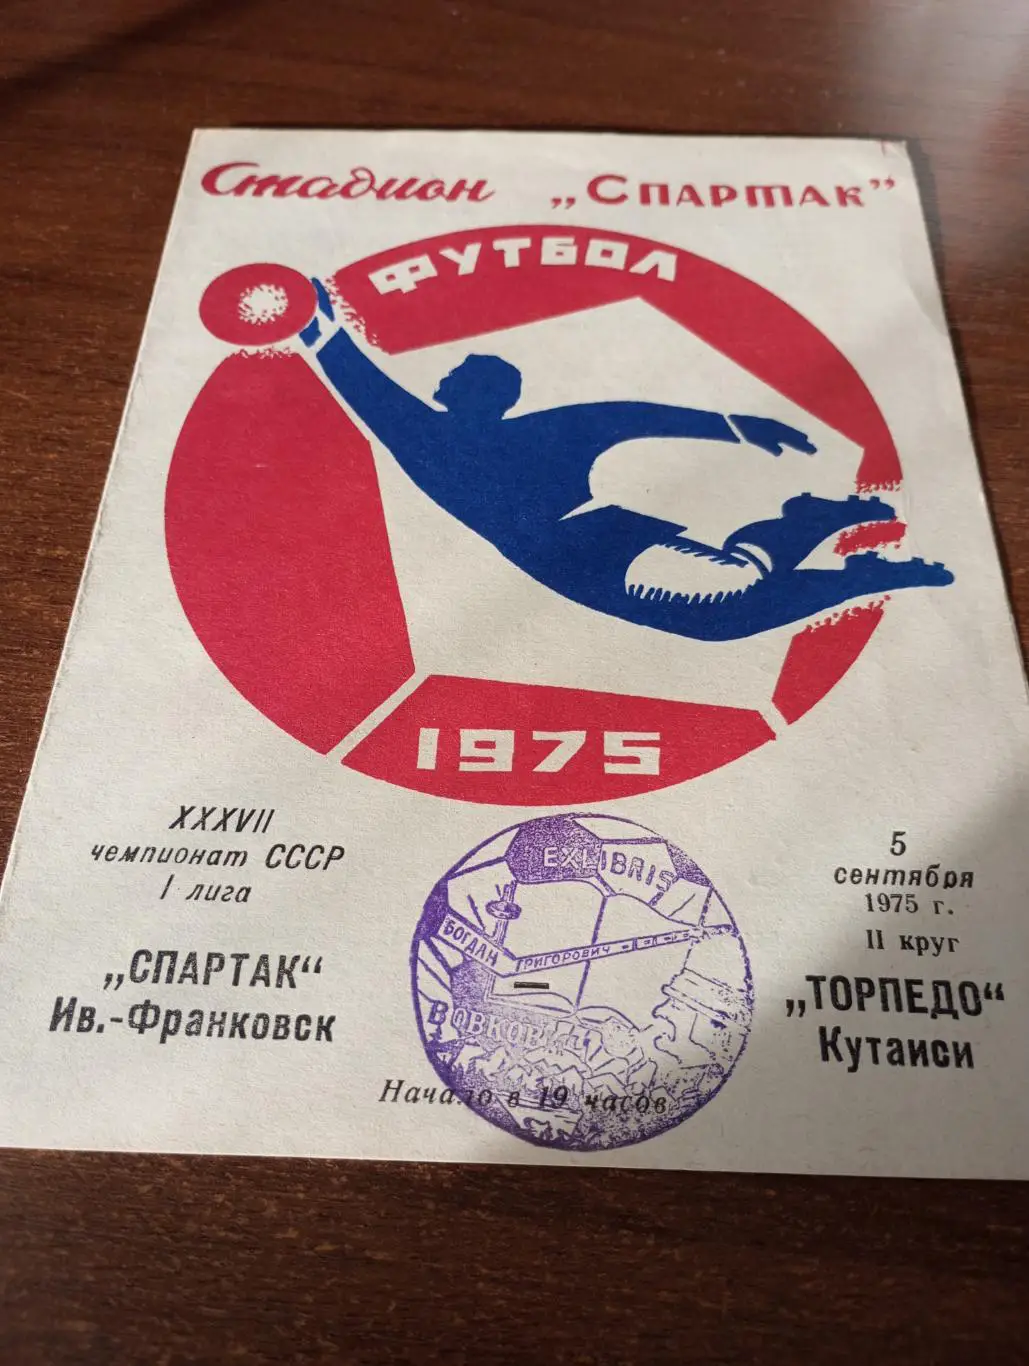 Стадион „Спартак"
ФУТБОЛ
1975
XXXVII
чемпионат СССР
I лига
„СПАРТАК"
Ив.-Франковск
5
сентября
1975 г.
II круг
„ТОРПЕДО"
Кутаиси
EXLIBRIS
БОГДАН
ГРИГОРОВИЧ
ВОВКОВИЧ
Начало в 19 часов